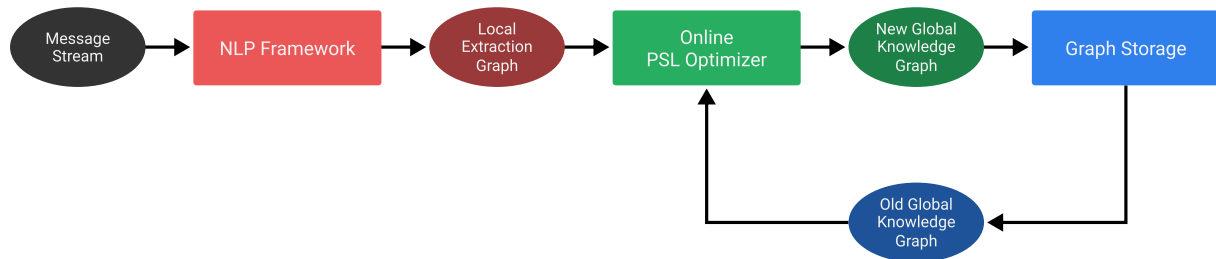 Message
Stream
NLP Framework
Local
Extraction
Graph
Online
PSL Optimizer
New Global
Knowledge
Graph
Graph Storage
Old Global
Knowledge
Graph